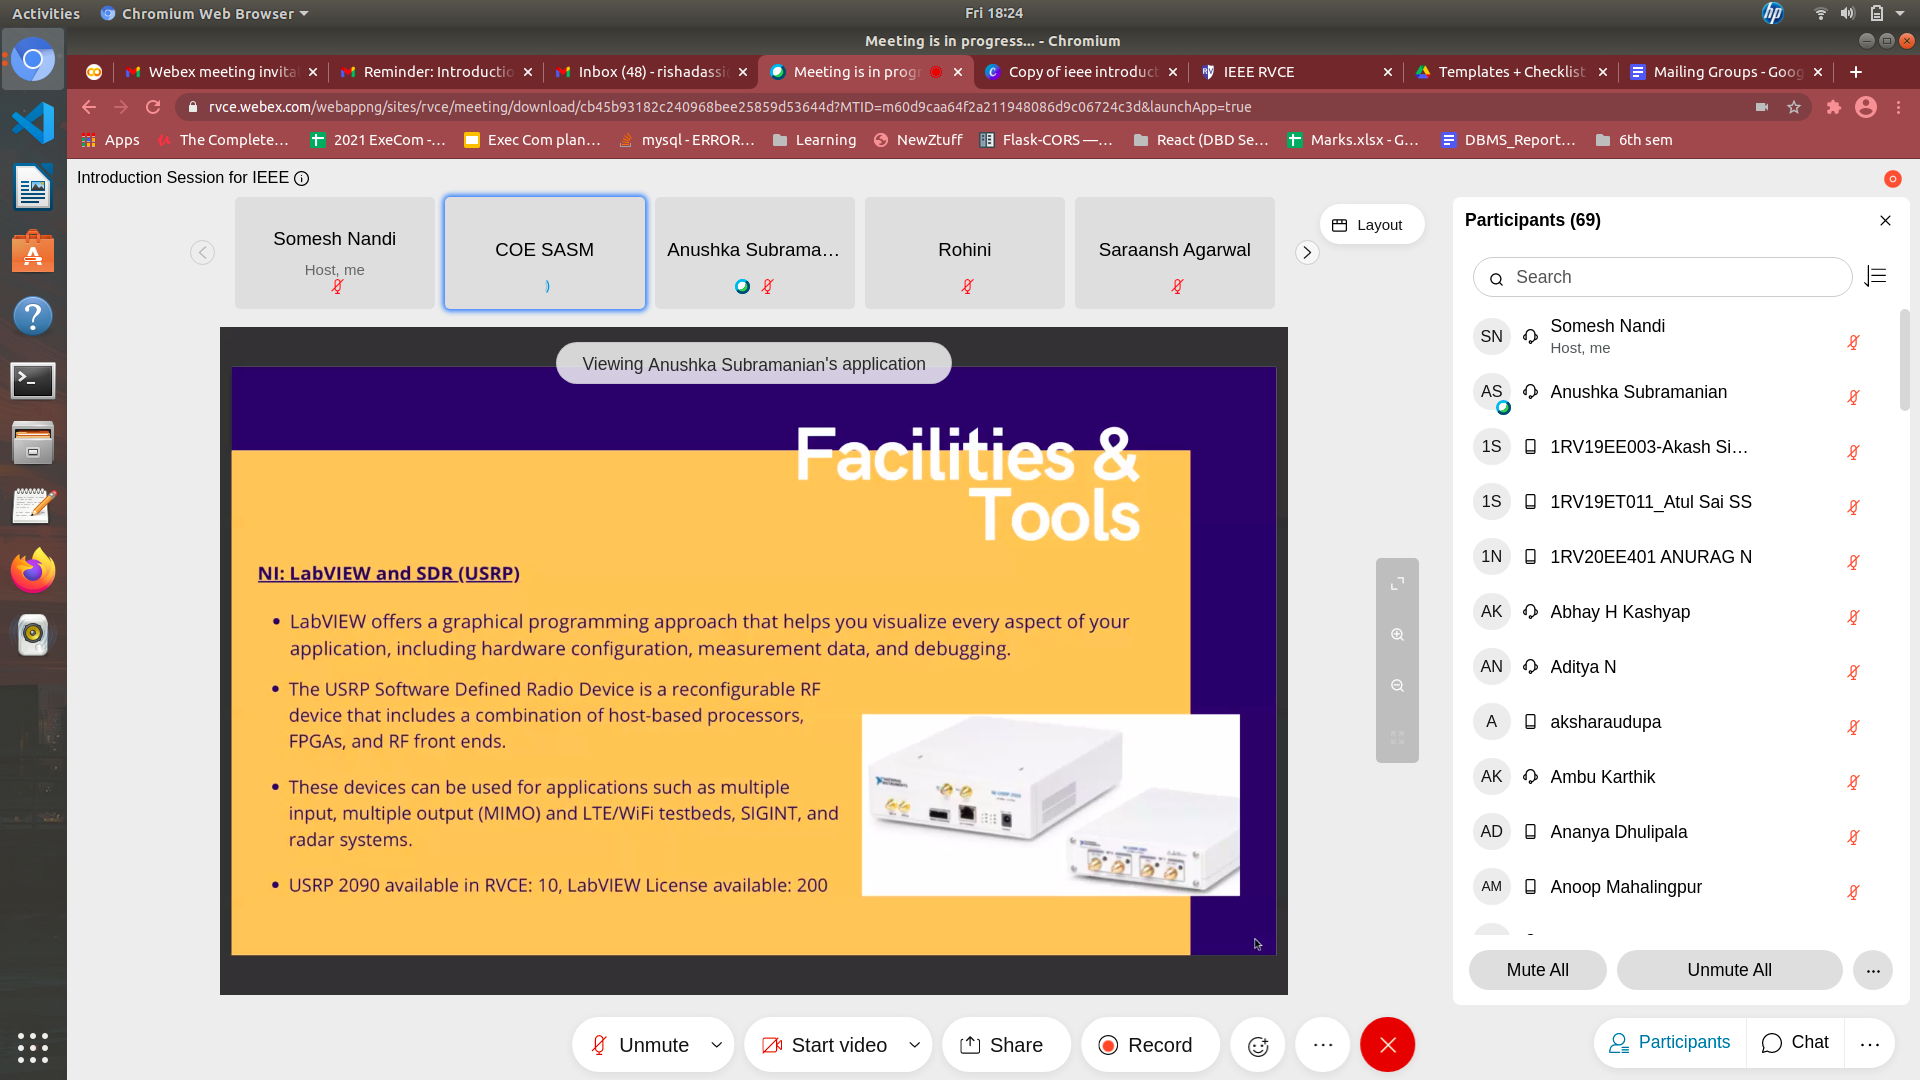 Activities
Chromium Web Browser
Fri 18:24
Meeting is in progress... - Chromium
Webex meeting invita
Reminder: Introductio
Inbox (48) - rishadassi
Meeting is in progr
Copy of ieee introduct
IEEE RVCE
Templates + Checklist
Mailing Groups - Goog
rvce.webex.com/webappng/sites/rvce/meeting/download/cb45b93182c240968bee25859d53644d?MTID=m60d9caa64f2a211948086d9c06724c3d&launchApp=true
Apps
The Complete...
2021 ExeCom -...
Exec Com plan...
mysql - ERROR...
Learning
NewZtuff
Flask-CORS —...
React (DBD Se...
Marks.xlsx - G...
DBMS_Report...
6th sem
Introduction Session for IEEE
Somesh Nandi
Host, me
COE SASM
Anushka Subrama...
Rohini
Saraansh Agarwal
Layout
Viewing Anushka Subramanian's application
Facilities &
Tools
NI: LabVIEW and SDR (USRP)
• LabVIEW offers a graphical programming approach that helps you visualize every aspect of your
application, including hardware configuration, measurement data, and debugging.
• The USRP Software Defined Radio Device is a reconfigurable RF
device that includes a combination of host-based processors,
FPGAs, and RF front ends.
• These devices can be used for applications such as multiple
input, multiple output (MIMO) and LTE/WiFi testbeds, SIGINT, and
radar systems.
• USRP 2090 available in RVCE: 10, LabVIEW License available: 200
Participants (69)
Search
SN
Somesh Nandi
Host, me
AS
Anushka Subramanian
1S
1RV19EE003-Akash Si...
1S
1RV19ET011_Atul Sai SS
1N
1RV20EE401 ANURAG N
AK
Abhay H Kashyap
AN
Aditya N
A
aksharaudupa
AK
Ambu Karthik
AD
Ananya Dhulipala
AM
Anoop Mahalingpur
Mute All
Unmute All
Unmute
Start video
Share
Record
Participants
Chat